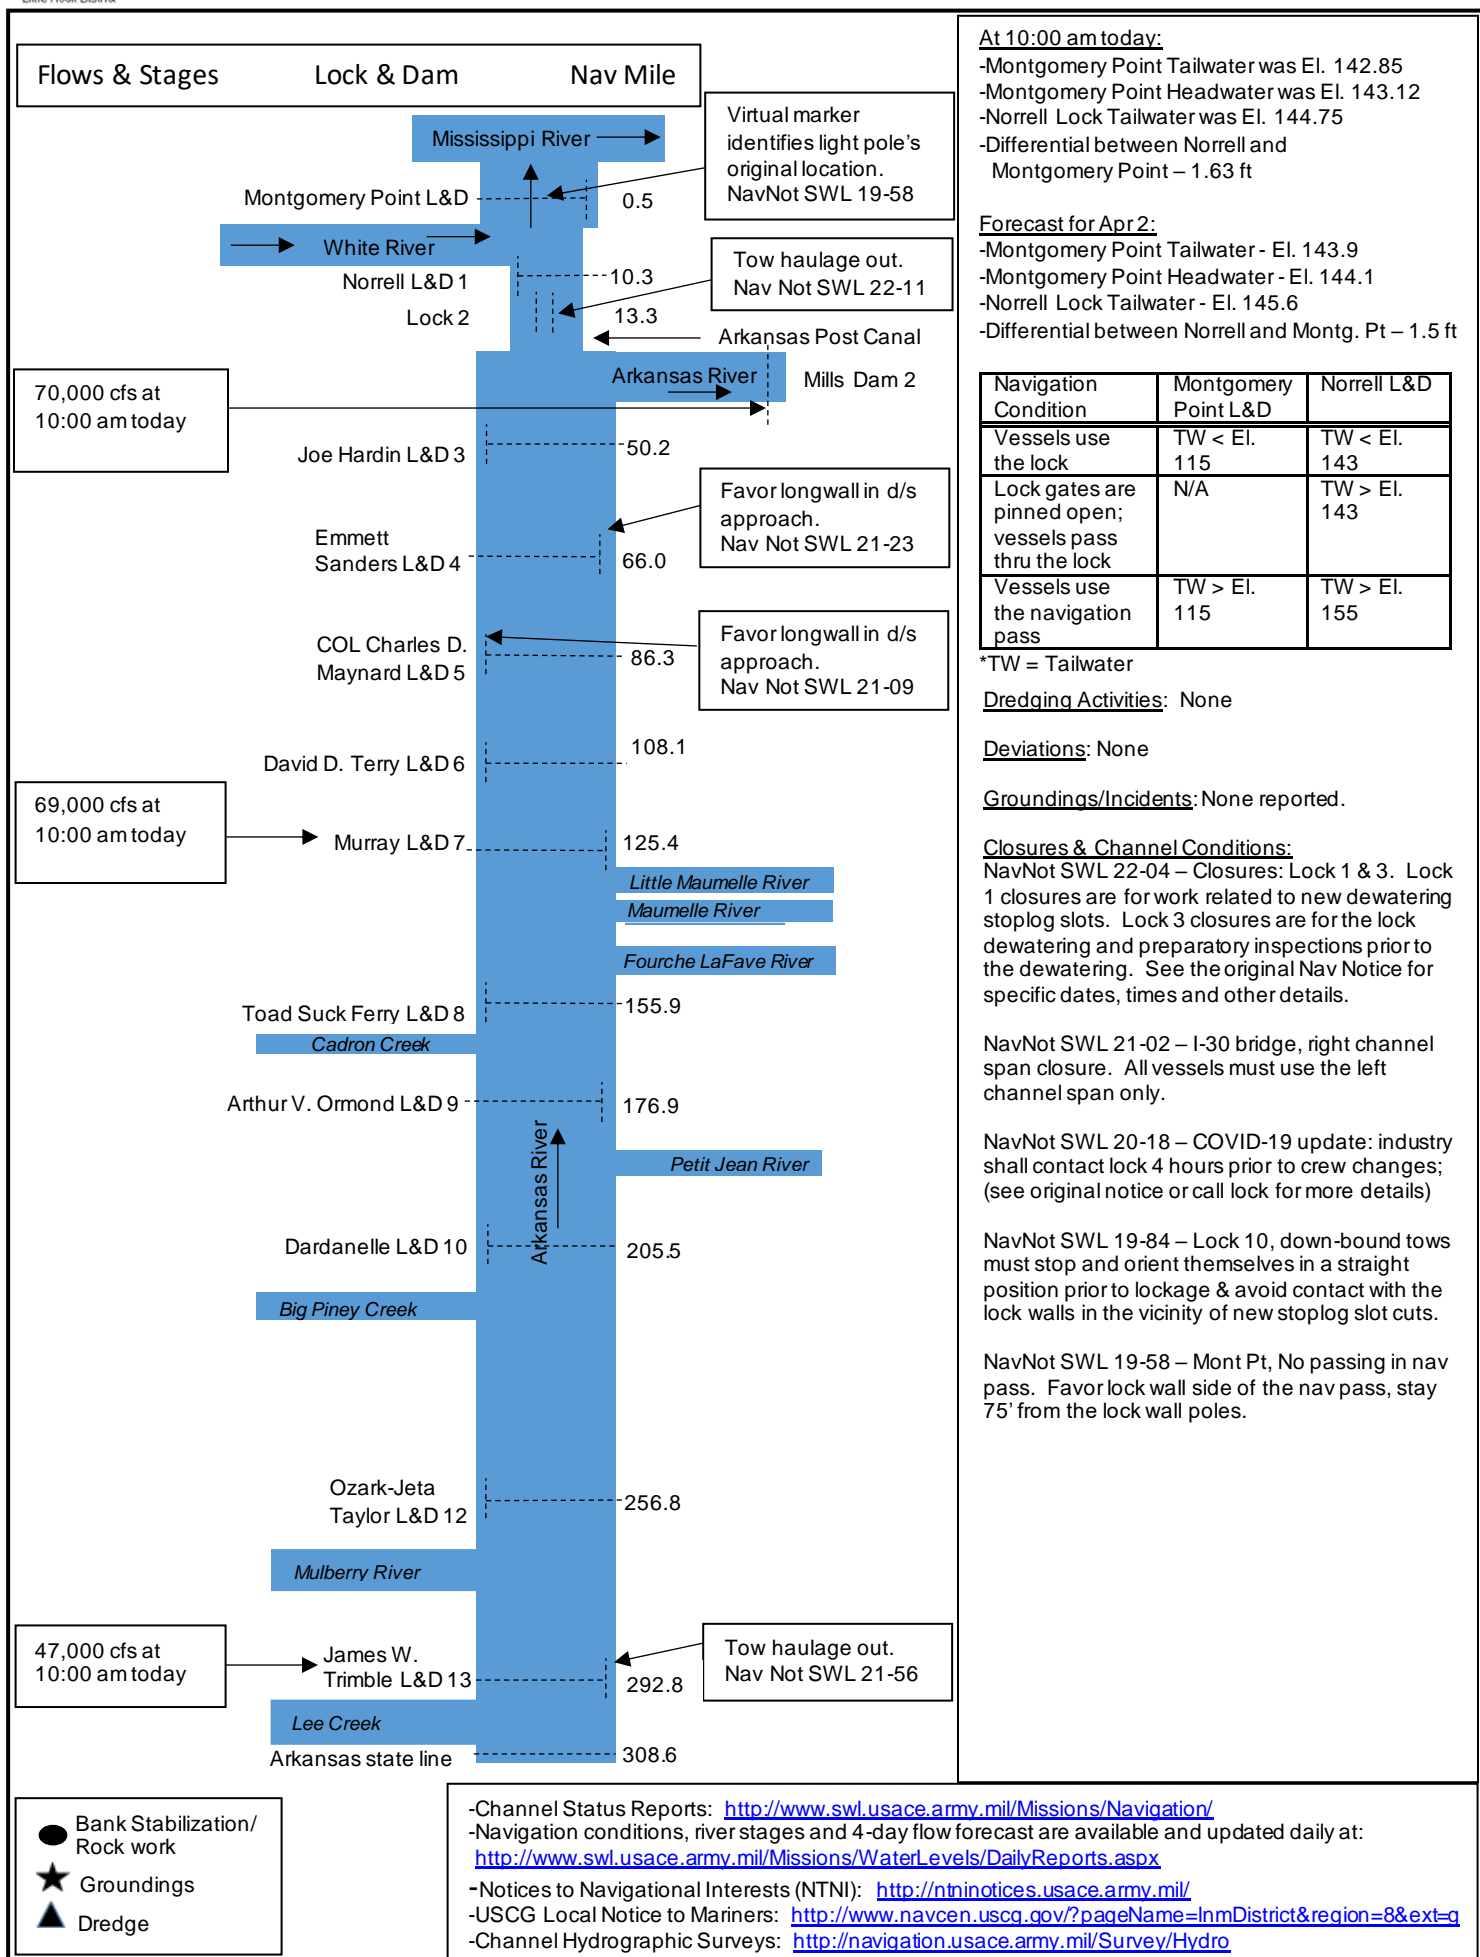 Little Rock District
Flows & Stages
Lock & Dam
Nav Mile
Mississippi River
Virtual marker
identifies light pole's
original location.
NavNot SWL 19-58
Montgomery Point L&D
0.5
White River
Norrell L&D 1
10.3
Tow haulage out.
Nav Not SWL 22-11
Lock 2
13.3
Arkansas Post Canal
Arkansas River
Mills Dam 2
70,000 cfs at
10:00 am today
Joe Hardin L&D 3
50.2
Favor longwall in d/s
approach.
Nav Not SWL 21-23
Emmett
Sanders L&D 4
66.0
Favor longwall in d/s
approach.
Nav Not SWL 21-09
COL Charles D.
Maynard L&D 5
86.3
David D. Terry L&D 6
108.1
69,000 cfs at
10:00 am today
Murray L&D 7
125.4
Little Maumelle River
Maumelle River
Fourche LaFave River
Toad Suck Ferry L&D 8
155.9
Cadron Creek
Arthur V. Ormond L&D 9
176.9
Arkansas River
Petit Jean River
Dardanelle L&D 10
205.5
Big Piney Creek
Ozark-Jeta
Taylor L&D 12
256.8
Mulberry River
47,000 cfs at
10:00 am today
James W.
Trimble L&D 13
292.8
Tow haulage out.
Nav Not SWL 21-56
Lee Creek
Arkansas state line
308.6
At 10:00 am today:
-Montgomery Point Tailwater was El. 142.85
-Montgomery Point Headwater was El. 143.12
-Norrell Lock Tailwater was El. 144.75
-Differential between Norrell and
Montgomery Point – 1.63 ft
Forecast for Apr 2:
-Montgomery Point Tailwater - El. 143.9
-Montgomery Point Headwater - El. 144.1
-Norrell Lock Tailwater - El. 145.6
-Differential between Norrell and Montg. Pt – 1.5 ft
Navigation
Condition
Montgomery
Point L&D
Norrell L&D
Vessels use
the lock
TW < El.
115
TW < El.
143
Lock gates are
pinned open;
vessels pass
thru the lock
N/A
TW > El.
143
Vessels use
the navigation
pass
TW > El.
115
TW > El.
155
*TW = Tailwater
Dredging Activities: None
Deviations: None
Groundings/Incidents: None reported.
Closures & Channel Conditions:
NavNot SWL 22-04 – Closures: Lock 1 & 3. Lock
1 closures are for work related to new dewatering
stoplog slots. Lock 3 closures are for the lock
dewatering and preparatory inspections prior to
the dewatering. See the original Nav Notice for
specific dates, times and other details.
NavNot SWL 21-02 – I-30 bridge, right channel
span closure. All vessels must use the left
channel span only.
NavNot SWL 20-18 – COVID-19 update: industry
shall contact lock 4 hours prior to crew changes;
(see original notice or call lock for more details)
NavNot SWL 19-84 – Lock 10, down-bound tows
must stop and orient themselves in a straight
position prior to lockage & avoid contact with the
lock walls in the vicinity of new stoplog slot cuts.
NavNot SWL 19-58 – Mont Pt, No passing in nav
pass. Favor lock wall side of the nav pass, stay
75' from the lock wall poles.
Bank Stabilization/
Rock work
Groundings
Dredge
-Channel Status Reports: http://www.swl.usace.army.mil/Missions/Navigation/
-Navigation conditions, river stages and 4-day flow forecast are available and updated daily at:
http://www.swl.usace.army.mil/Missions/WaterLevels/DailyReports.aspx
-Notices to Navigational Interests (NTNI): http://ntninotices.usace.army.mil/
-USCG Local Notice to Mariners: http://www.navcen.uscg.gov/?pageName=lnmDistrict&region=8&ext=g
-Channel Hydrographic Surveys: http://navigation.usace.army.mil/Survey/Hydro